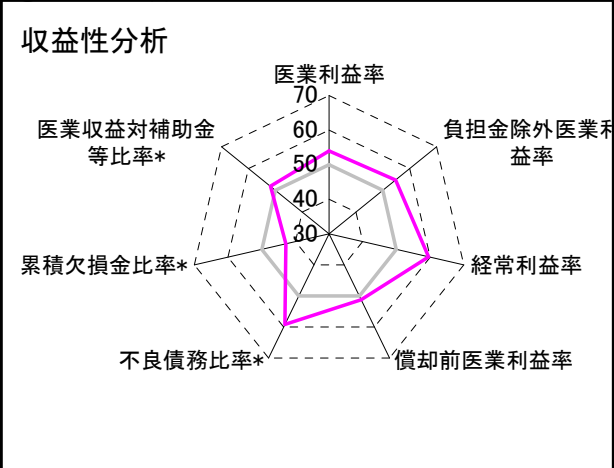 収益性分析
医業利益率
70
60
50
40
30
負担金除外医業利
益率
経常利益率
償却前医業利益率
不良債務比率*
累積欠損金比率*
医業収益対補助金
等比率*